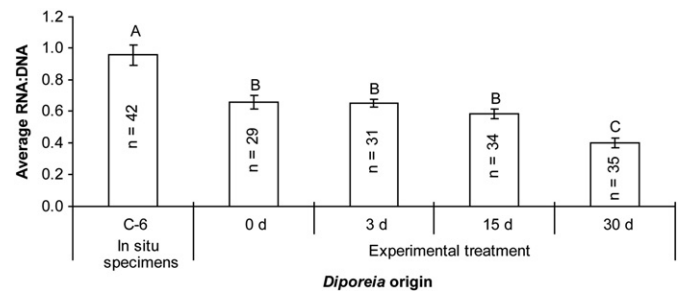 1.2
1.0
0.8
0.6
0.4
0.2
0.0
Average RNA:DNA
A
B
B
B
C
n = 42
n = 29
n = 31
n = 34
n = 35
C-6
0 d
3 d
15 d
30 d
In situ
specimens
Experimental treatment
Diporeia origin